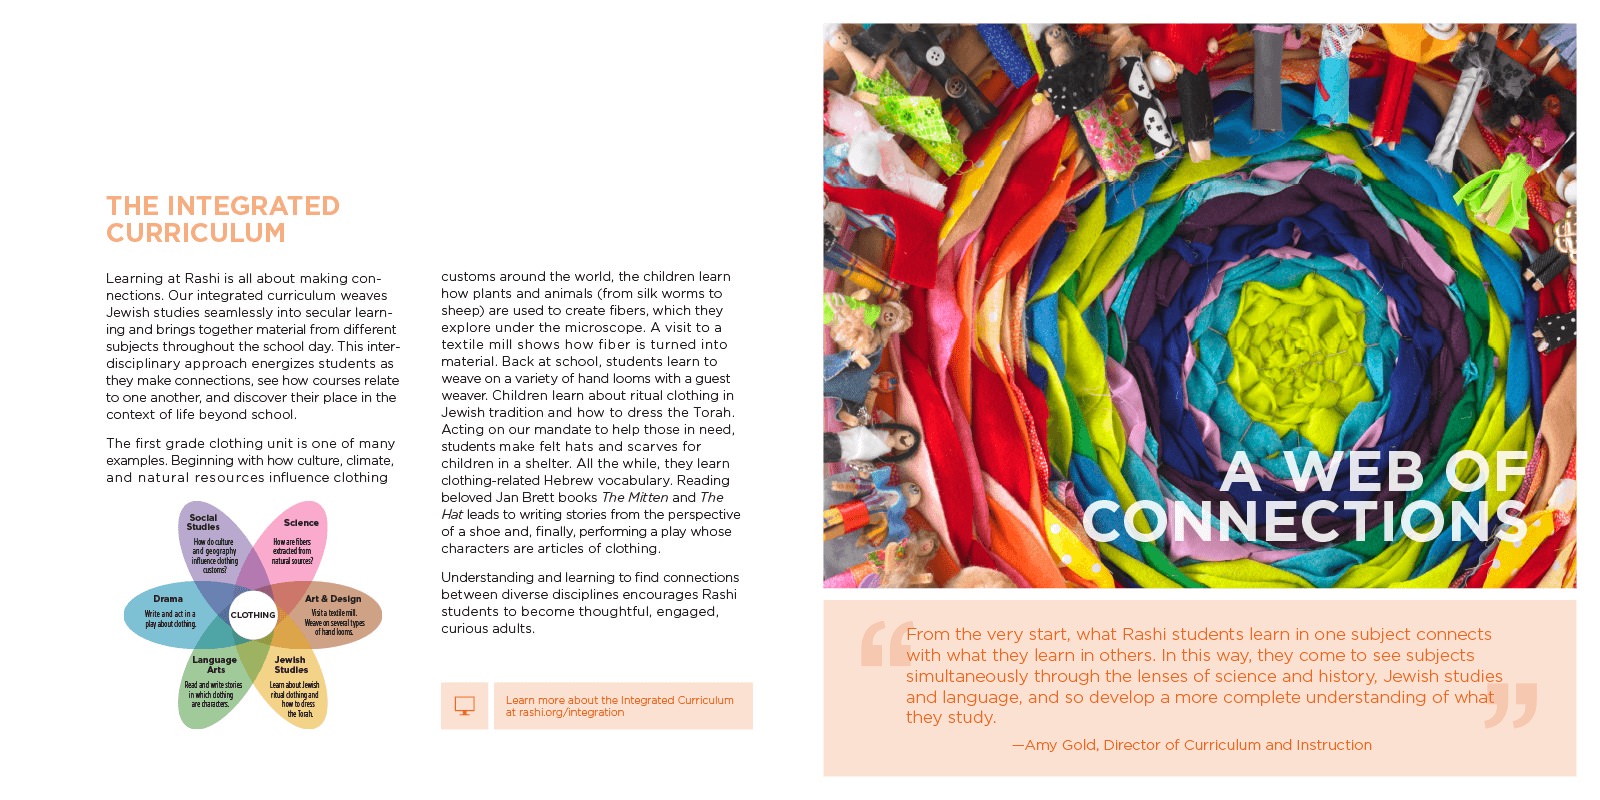 THE INTEGRATED
CURRICULUM
Learning at Rashi is all about making con-
nections. Our integrated curriculum weaves
Jewish studies seamlessly into secular learn-
ing and brings together material from different
subjects throughout the school day. This inter-
disciplinary approach energizes students as
they make connections, see how courses relate
to one another, and discover their place in the
context of life beyond school.
The first grade clothing unit is one of many
examples. Beginning with how culture, climate,
and natural resources influence clothing
Social
Studies
How do culture
and geography
influence clothing
customs?
Science
How are fibers
extracted from
natural sources?
Drama
Write and act in a
play about clothing.
CLOTHING
Art & Design
Visit a textile mill.
Weave on several types
of hand looms.
Language
Arts
Read and write stories
in which clothing
are characters.
Jewish
Studies
Learn about Jewish
ritual clothing and
how to dress
the Torah.
customs around the world, the children learn
how plants and animals (from silk worms to
sheep) are used to create fibers, which they
explore under the microscope. A visit to a
textile mill shows how fiber is turned into
material. Back at school, students learn to
weave on a variety of hand looms with a guest
weaver. Children learn about ritual clothing in
Jewish tradition and how to dress the Torah.
Acting on our mandate to help those in need,
students make felt hats and scarves for
children in a shelter. All the while, they learn
clothing-related Hebrew vocabulary. Reading
beloved Jan Brett books The Mitten and The
Hat leads to writing stories from the perspective
of a shoe and, finally, performing a play whose
characters are articles of clothing.
Understanding and learning to find connections
between diverse disciplines encourages Rashi
students to become thoughtful, engaged,
curious adults.
Learn more about the Integrated Curriculum
at rashi.org/integration
A WEB OF
CONNECTIONS
“From the very start, what Rashi students learn in one subject connects
with what they learn in others. In this way, they come to see subjects
simultaneously through the lenses of science and history, Jewish studies
and language, and so develop a more complete understanding of what
they study.”
—Amy Gold, Director of Curriculum and Instruction